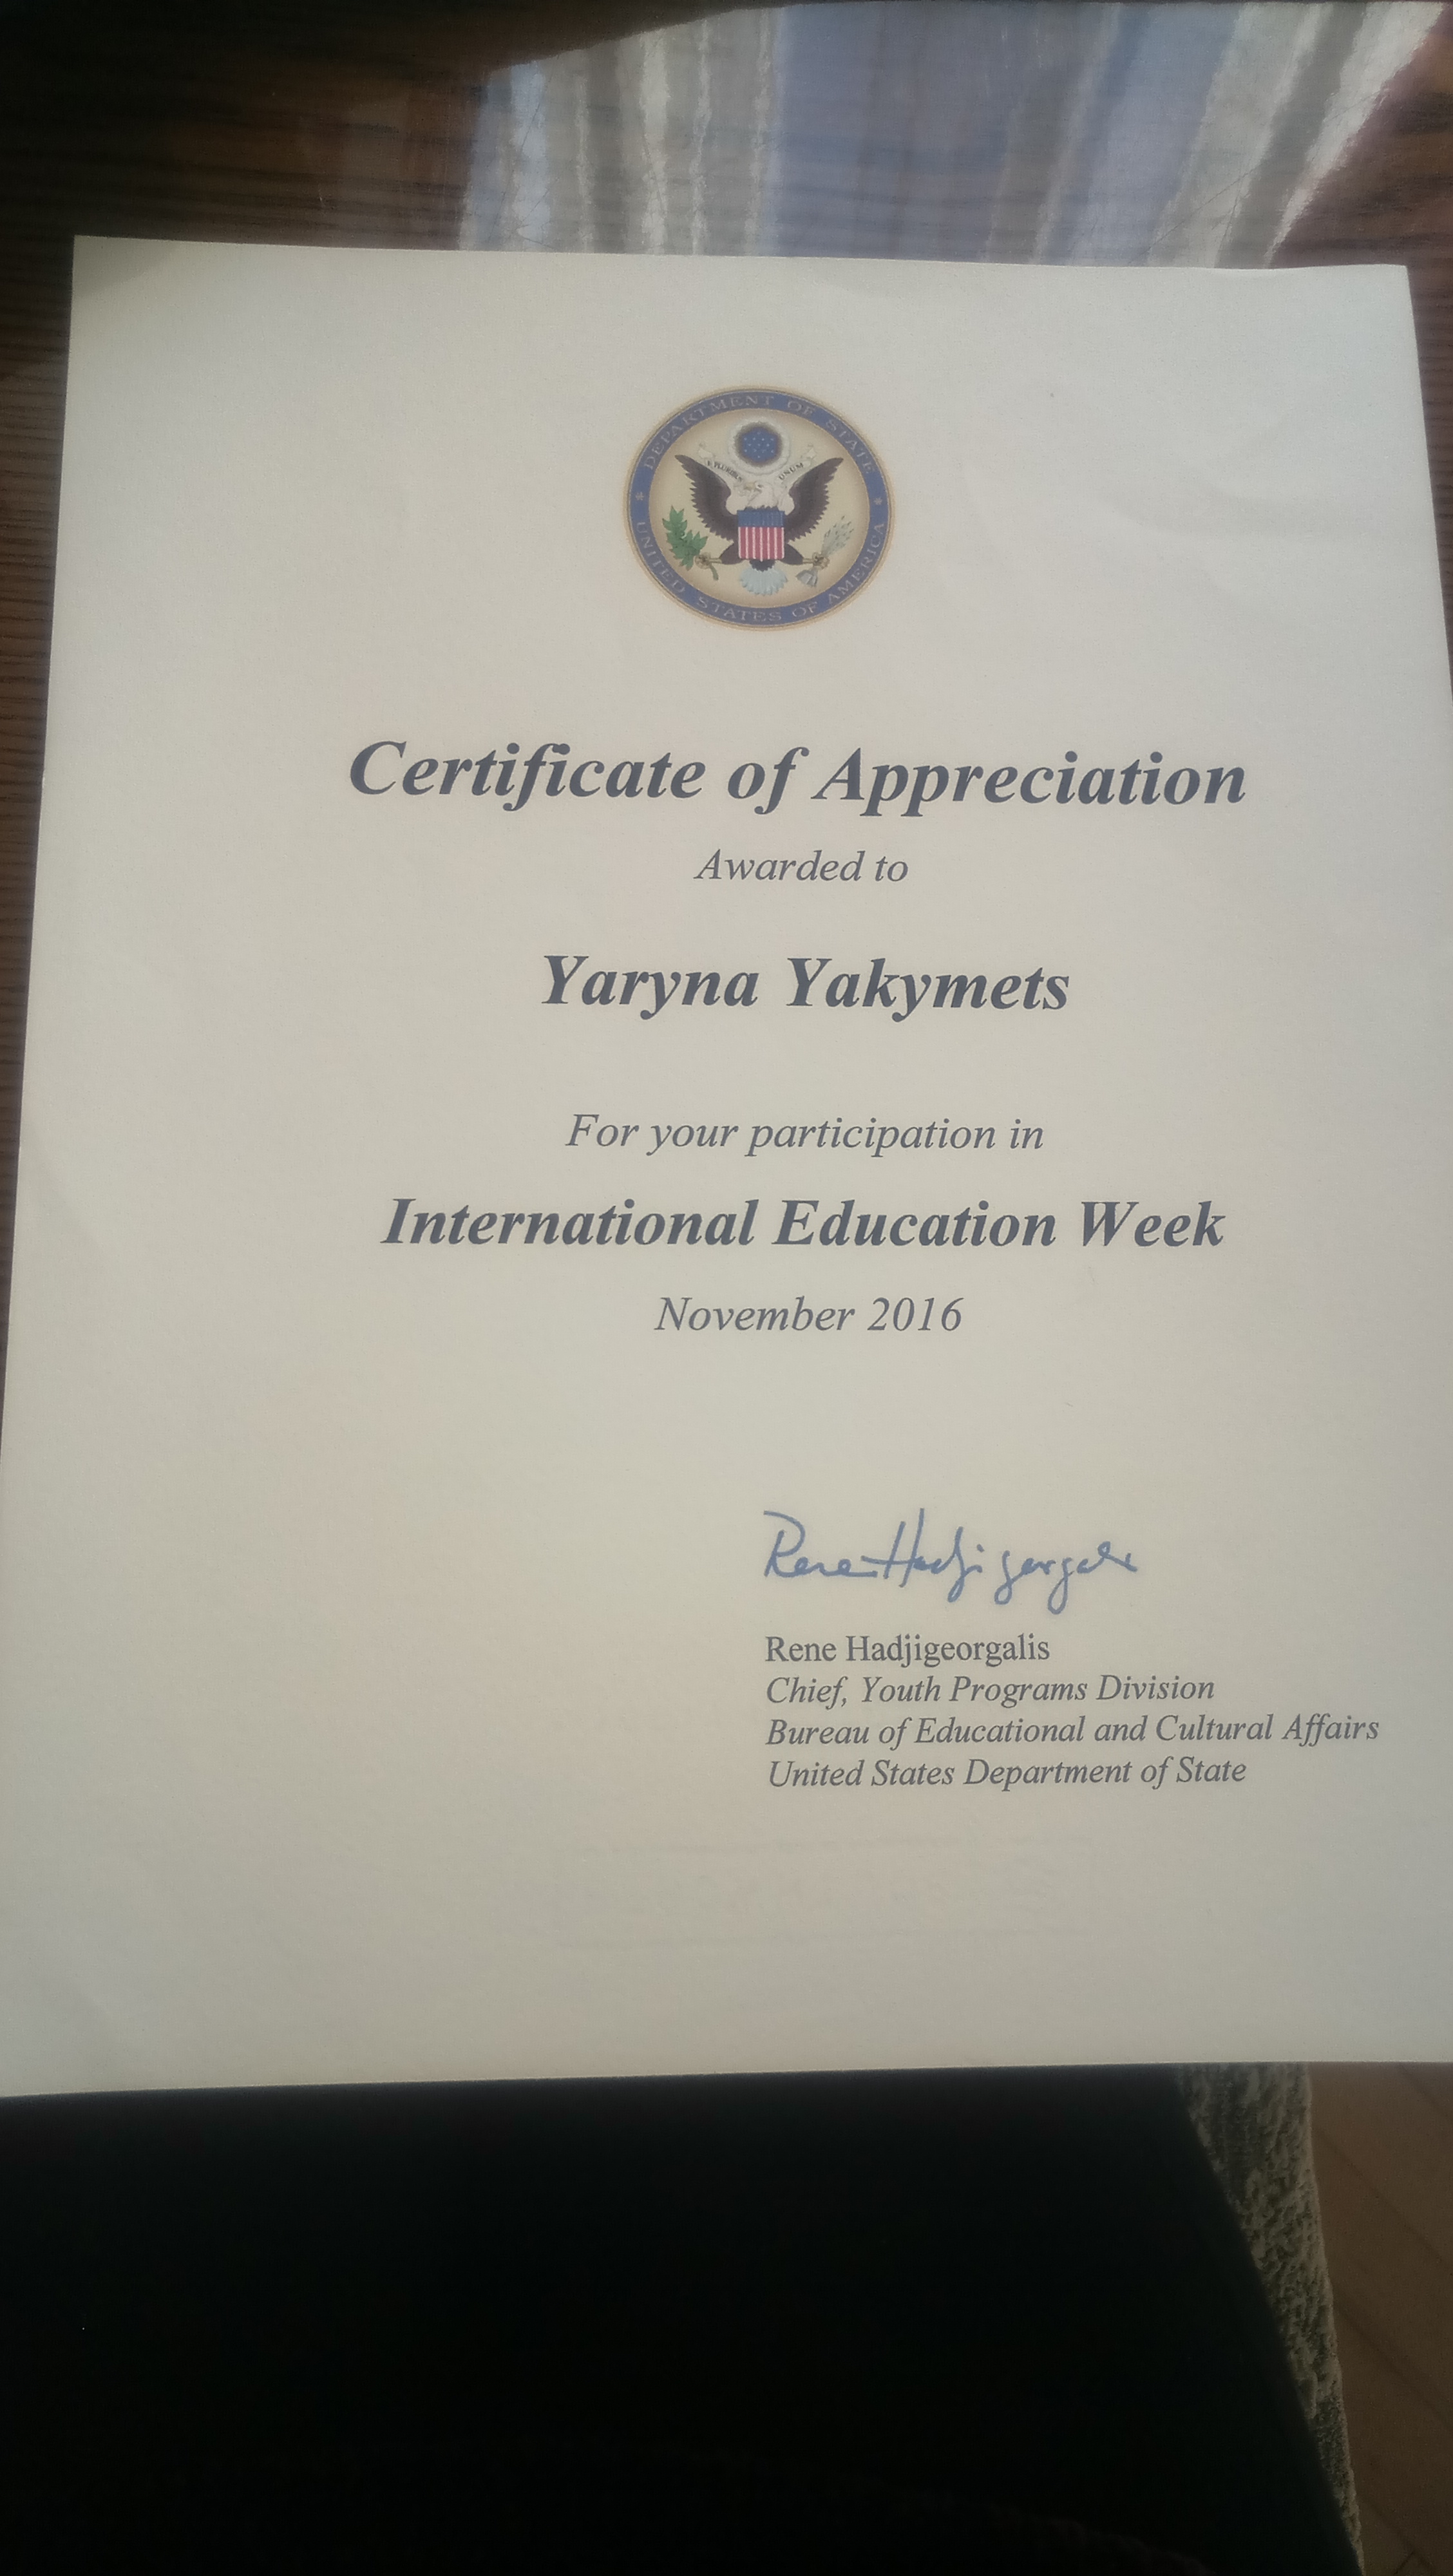 DEPARTMENT OF STATE
E PLURIBUS UNUM
UNITED STATES OF AMERICA
Certificate of Appreciation
Awarded to
Yaryna Yakymets
For your participation in
International Education Week
November 2016
Rene Hadjigeorgalis
Rene Hadjigeorgalis
Chief, Youth Programs Division
Bureau of Educational and Cultural Affairs
United States Department of State